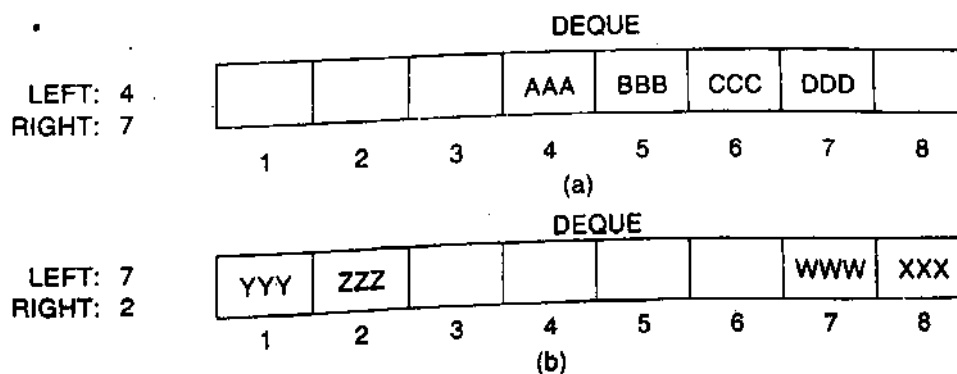 DEQUE
LEFT: 4
RIGHT: 7
AAA BBB CCC DDD
1 2 3 4 5 6 7 8
(a)
DEQUE
LEFT: 7
RIGHT: 2
YYY ZZZ WWW XXX
1 2 3 4 5 6 7 8
(b)